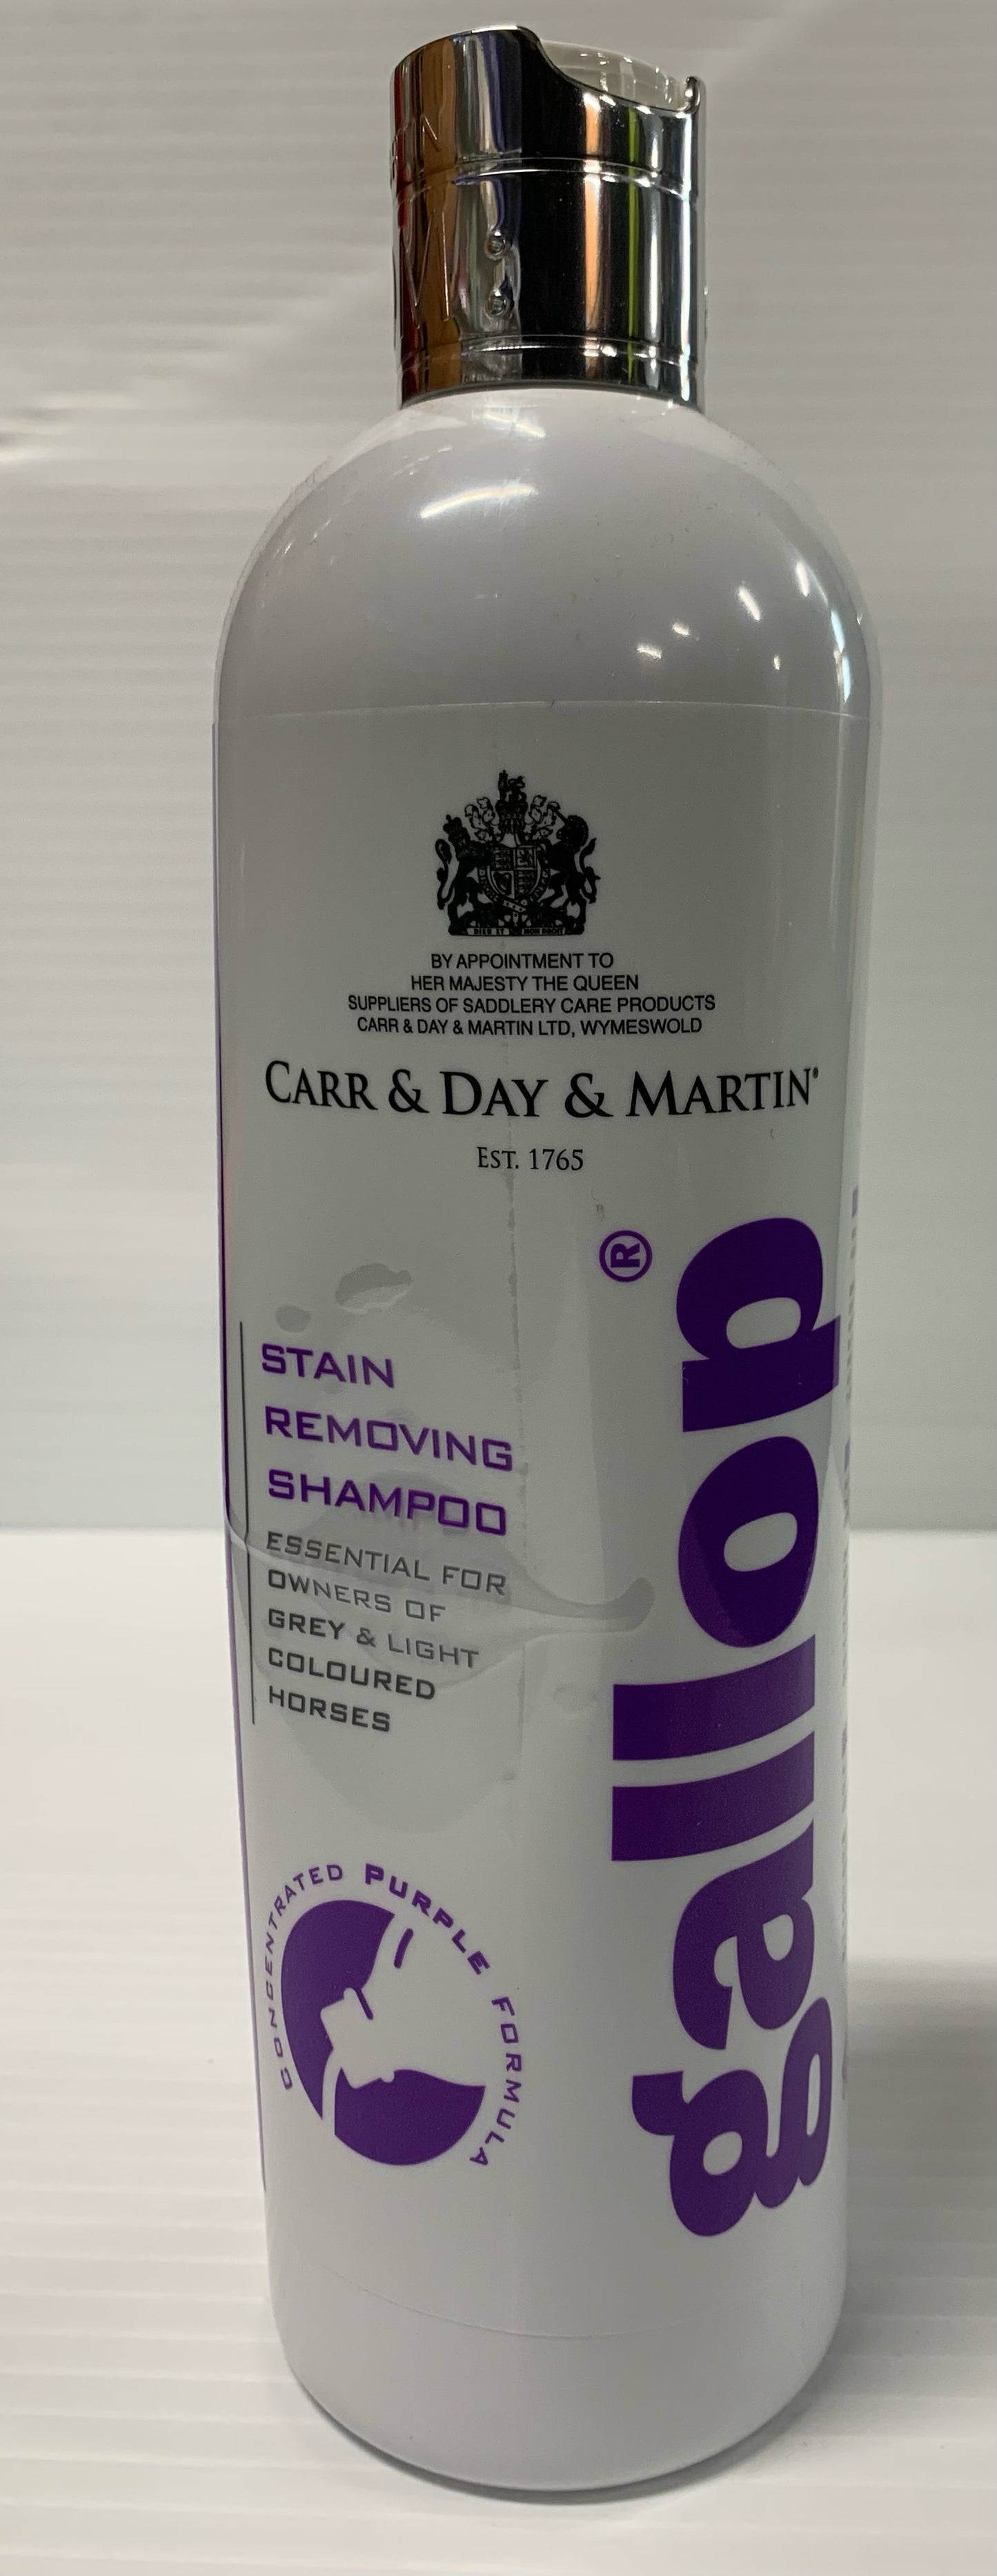 BY APPOINTMENT TO
HER MAJESTY THE QUEEN
SUPPLIERS OF SADDLERY CARE PRODUCTS
CARR & DAY & MARTIN LTD, WYMESWOLD
CARR & DAY & MARTIN®
EST. 1765
gallop®
STAIN
REMOVING
SHAMPOO
ESSENTIAL FOR
OWNERS OF
GREY & LIGHT
COLOURED
HORSES
CONCENTRATED PURPLE FORMULA